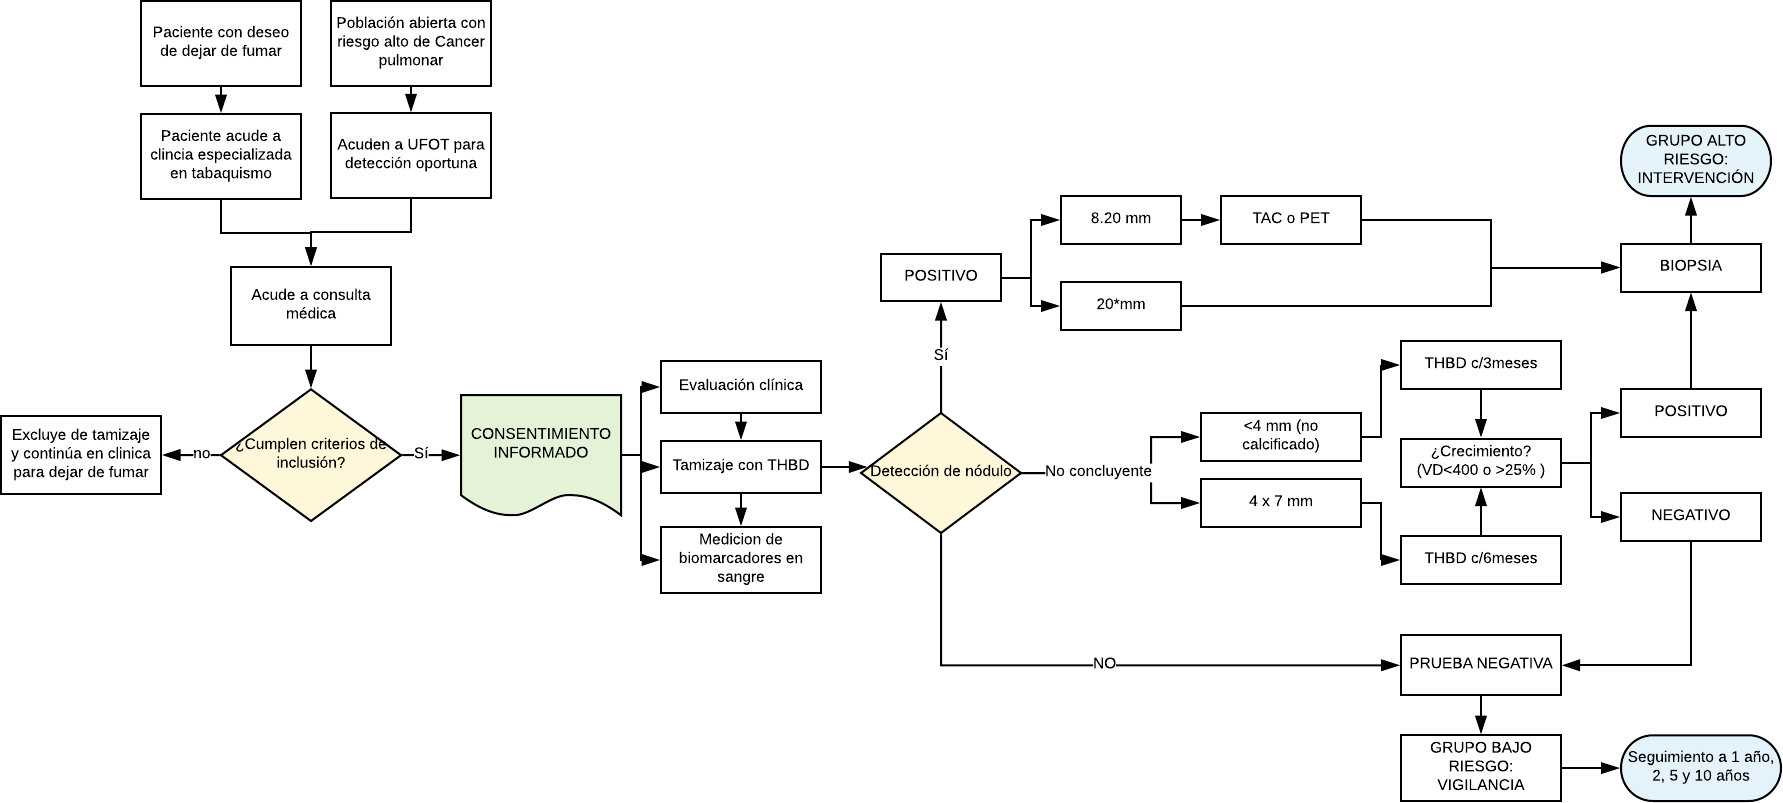 Paciente con deseo
de dejar de fumar
Población abierta con
riesgo alto de Cancer
pulmonar
Paciente acude a
clincia especializada
en tabaquismo
Acuden a UFOT para
detección oportuna
Acude a consulta
médica
¿Cumplen criterios de
inclusión?
no
Excluye de tamizaje
y continúa en clinica
para dejar de fumar
Sí
CONSENTIMIENTO
INFORMADO
Evaluación clínica
Tamizaje con THBD
Medicion de
biomarcadores en
sangre
Detección de nódulo
Sí
POSITIVO
8.20 mm
TAC o PET
20*mm
BIOPSIA
GRUPO ALTO
RIESGO:
INTERVENCIÓN
No concluyente
<4 mm (no
calcificado)
4 x 7 mm
THBD c/3meses
¿Crecimiento?
(VD<400 o >25% )
THBD c/6meses
POSITIVO
NEGATIVO
NO
PRUEBA NEGATIVA
GRUPO BAJO
RIESGO:
VIGILANCIA
Seguimiento a 1 año,
2, 5 y 10 años